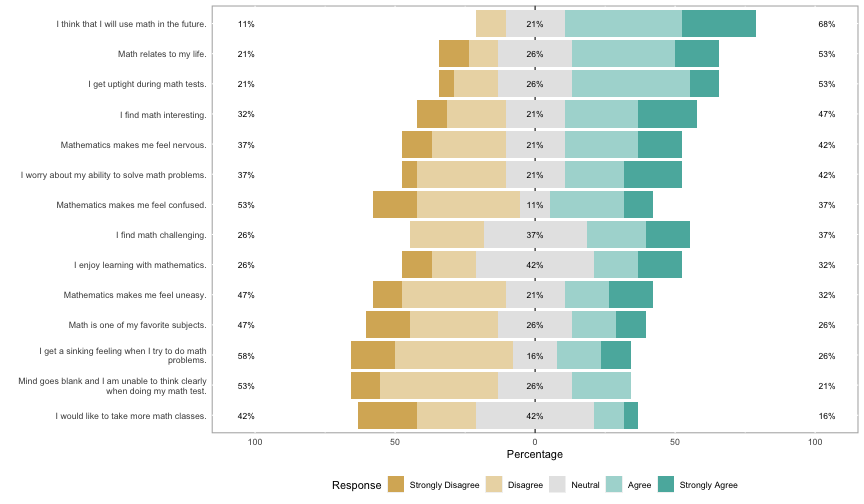 I think that I will use math in the future. 11% 21% 68%
Math relates to my life. 21% 26% 53%
I get uptight during math tests. 21% 26% 53%
I find math interesting. 32% 21% 47%
Mathematics makes me feel nervous. 37% 21% 42%
I worry about my ability to solve math problems. 37% 21% 42%
Mathematics makes me feel confused. 53% 11% 37%
I find math challenging. 26% 37% 37%
I enjoy learning with mathematics. 26% 42% 32%
Mathematics makes me feel uneasy. 47% 21% 32%
Math is one of my favorite subjects. 47% 26% 26%
I get a sinking feeling when I try to do math
problems. 58% 16% 26%
Mind goes blank and I am unable to think clearly
when doing my math test. 53% 26% 21%
I would like to take more math classes. 42% 42% 16%
100 50 0 50 100
Percentage
Response Strongly Disagree Disagree Neutral Agree Strongly Agree